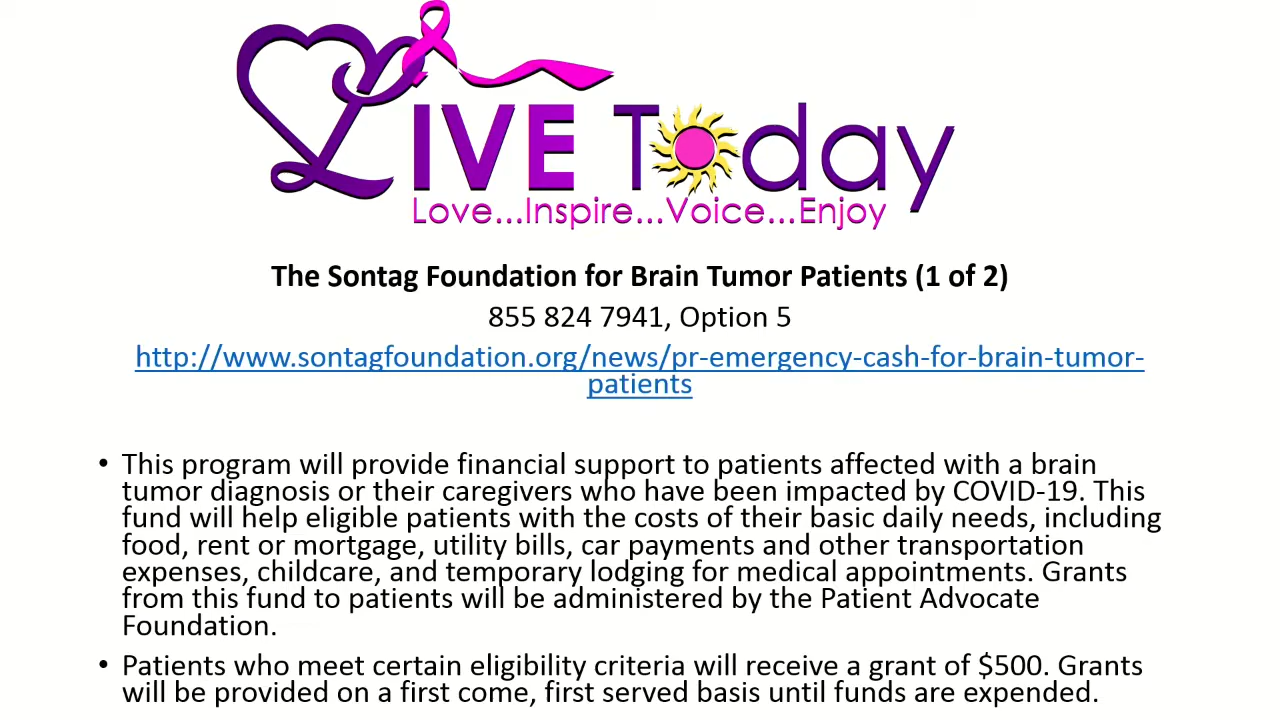 LIVE Today
Love...Inspire...Voice...Enjoy
The Sontag Foundation for Brain Tumor Patients (1 of 2)
855 824 7941, Option 5
http://www.sontagfoundation.org/news/pr-emergency-cash-for-brain-tumor-
patients
• This program will provide financial support to patients affected with a brain
tumor diagnosis or their caregivers who have been impacted by COVID-19. This
fund will help eligible patients with the costs of their basic daily needs, including
food, rent or mortgage, utility bills, car payments and other transportation
expenses, childcare, and temporary lodging for medical appointments. Grants
from this fund to patients will be administered by the Patient Advocate
Foundation.
• Patients who meet certain eligibility criteria will receive a grant of $500. Grants
will be provided on a first come, first served basis until funds are expended.